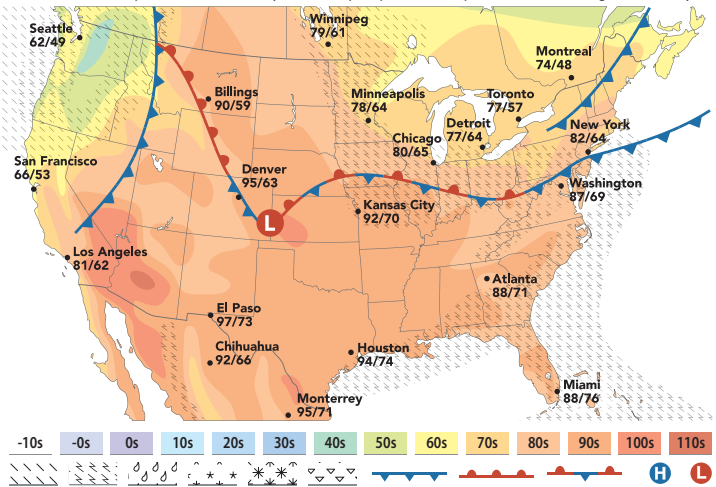 Seattle
62/49
Winnipeg
79/61
Montreal
74/48
Billings
90/59
Minneapolis
78/64
Toronto
77/57
Detroit
77/64
New York
82/64
Chicago
80/65
San Francisco
66/53
Denver
95/63
Washington
87/69
Kansas City
92/70
L
Los Angeles
81/62
Atlanta
88/71
El Paso
97/73
Chihuahua
92/66
Houston
94/74
Miami
88/76
Monterrey
95/71
-10s -0s 0s 10s 20s 30s 40s 50s 60s 70s 80s 90s 100s 110s
H L